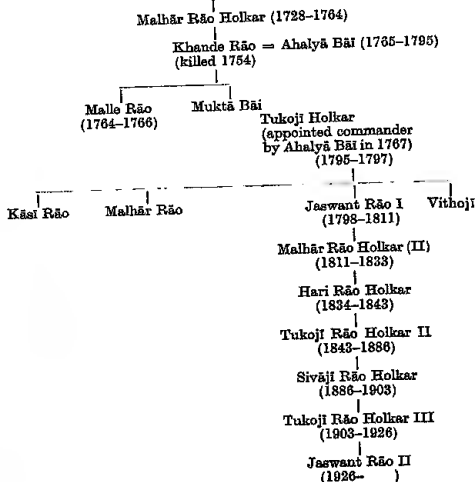 Malhār Rāo Holkar (1728–1764)
Khande Rāo = Ahalyā Bāī (1765–1795)
(killed 1754)
Malle Rāo
(1764–1766)
Muktā Bāi
Tukojī Holkar
(appointed commander
by Ahalyā Bāī in 1767)
(1795–1797)
Kāsī Rāo
Malhār Rāo
Jaswant Rāo I
(1798–1811)
Vithojī
Malhār Rāo Holkar (II)
(1811–1833)
Hari Rāo Holkar
(1834–1843)
Tukojī Rāo Holkar II
(1843–1886)
Sivājī Rāo Holkar
(1886–1903)
Tukojī Rāo Holkar III
(1903–1926)
Jaswant Rāo II
(1926– )